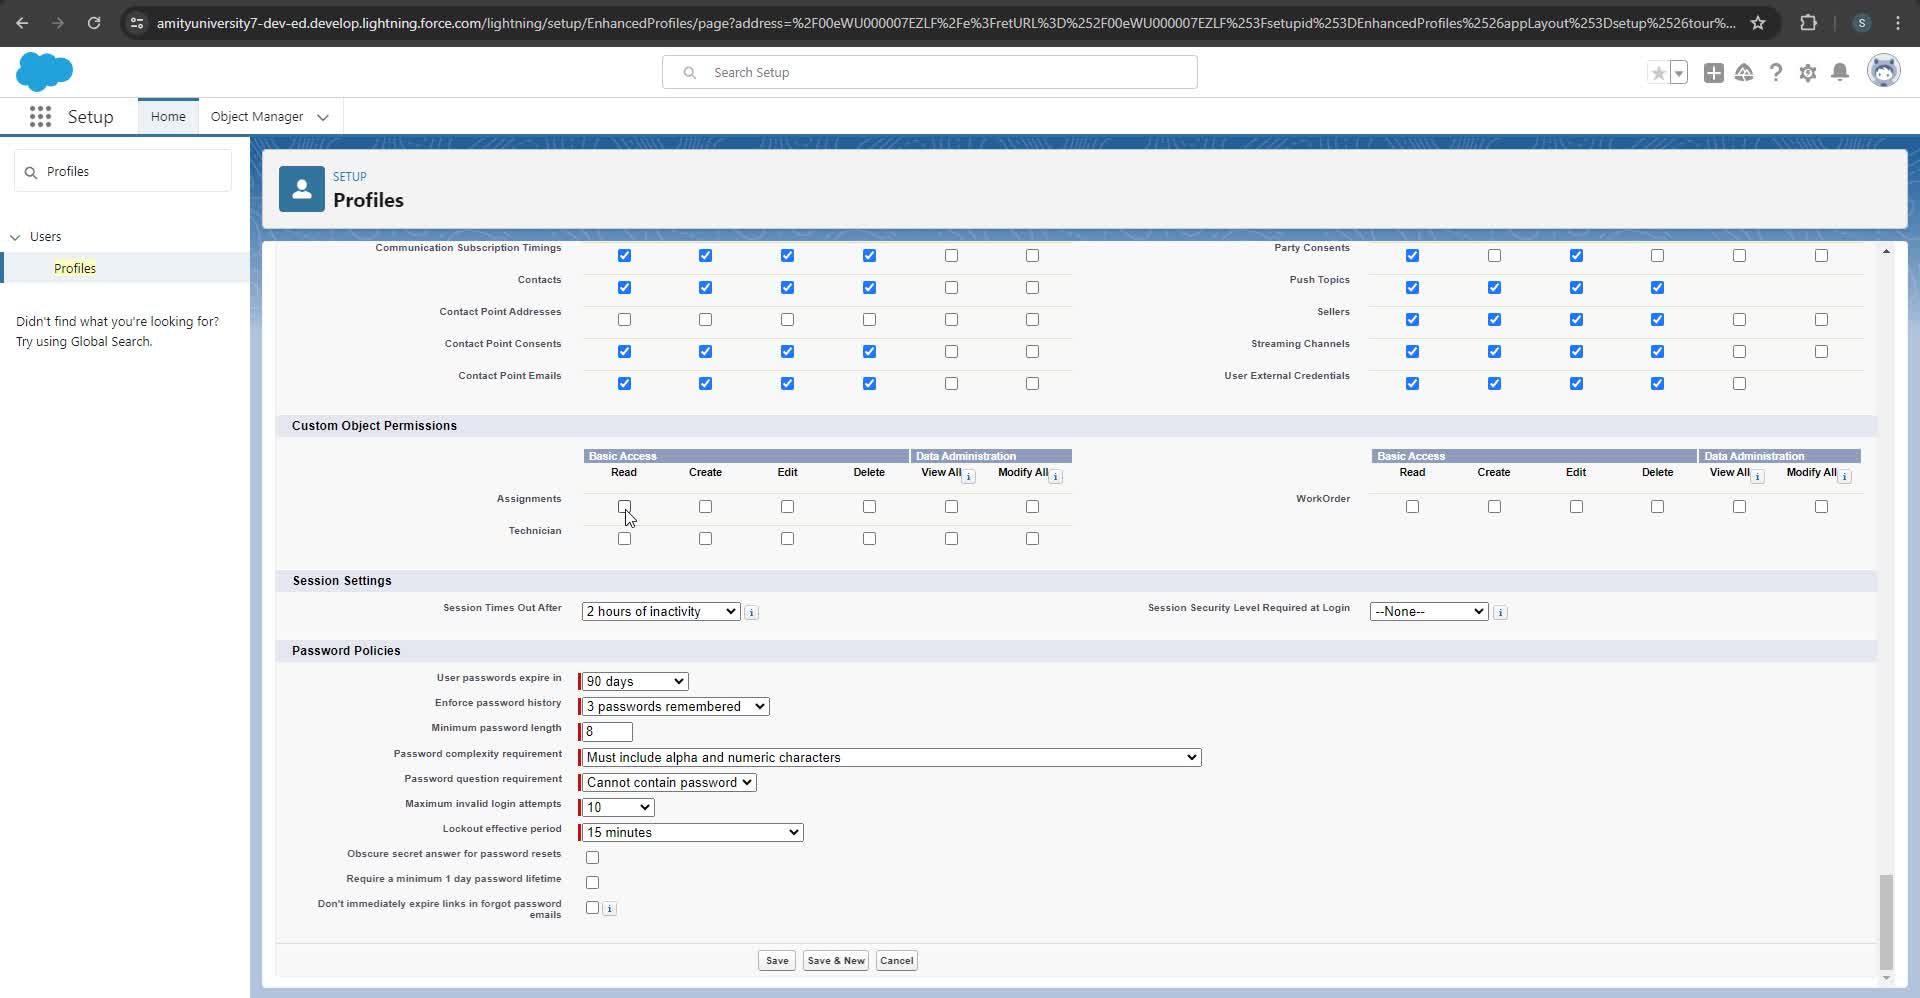 amityuniversity7-dev-ed.develop.lightning.force.com/lightning/setup/EnhancedProfiles/page?address=%2F00eWU000007EZLF%2Fe%3FretURL%3D%252F00eWU000007EZLF%253Fsetupid%253DEnhancedProfiles%2526appLayout%253Dsetup%2526tour%...
S
Search Setup
Setup
Home
Object Manager
Profiles
Users
Profiles
Didn't find what you're looking for?
Try using Global Search.
SETUP
Profiles
Communication Subscription Timings
Party Consents
Contacts
Push Topics
Contact Point Addresses
Sellers
Contact Point Consents
Streaming Channels
Contact Point Emails
User External Credentials
Custom Object Permissions
Basic Access Data Administration
Read Create Edit Delete View All i Modify All i
Assignments
Technician
Basic Access Data Administration
Read Create Edit Delete View All i Modify All i
WorkOrder
Session Settings
Session Times Out After 2 hours of inactivity i
Session Security Level Required at Login --None-- i
Password Policies
User passwords expire in 90 days
Enforce password history 3 passwords remembered
Minimum password length 8
Password complexity requirement Must include alpha and numeric characters
Password question requirement Cannot contain password
Maximum invalid login attempts 10
Lockout effective period 15 minutes
Obscure secret answer for password resets
Require a minimum 1 day password lifetime
Don't immediately expire links in forgot password
emails i
Save Save & New Cancel